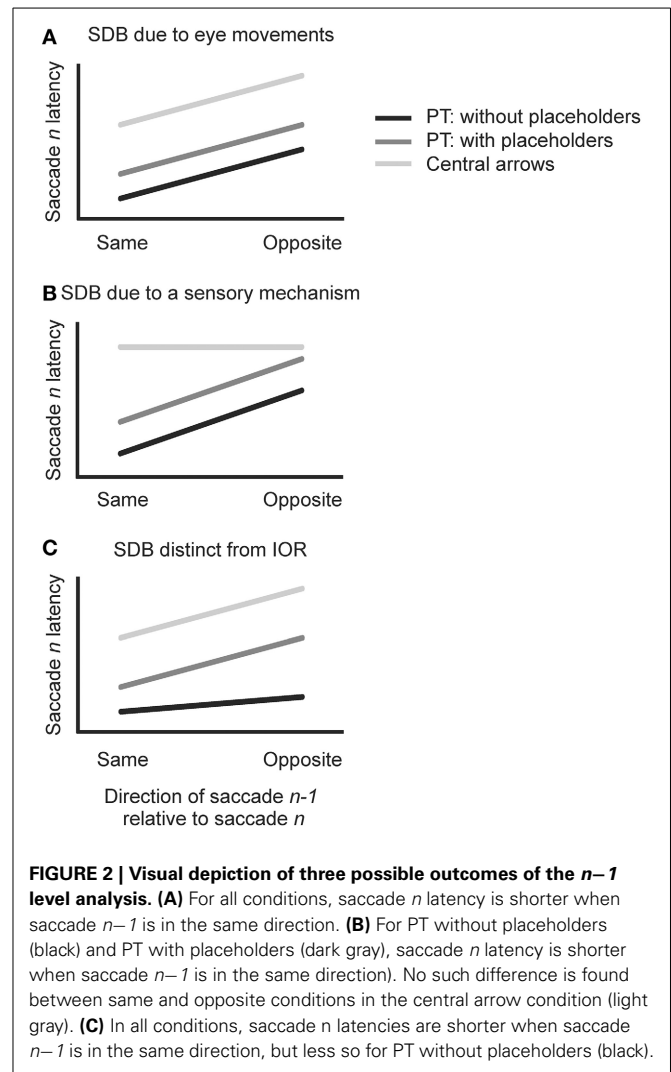 A SDB due to eye movements
Saccade n latency
Same Opposite
PT: without placeholders
PT: with placeholders
Central arrows
B SDB due to a sensory mechanism
Saccade n latency
Same Opposite
C SDB distinct from IOR
Saccade n latency
Same Opposite
Direction of saccade n-1
relative to saccade n
FIGURE 2 | Visual depiction of three possible outcomes of the n−1
level analysis. (A) For all conditions, saccade n latency is shorter when
saccade n−1 is in the same direction. (B) For PT without placeholders
(black) and PT with placeholders (dark gray), saccade n latency is shorter
when saccade n−1 is in the same direction). No such difference is found
between same and opposite conditions in the central arrow condition (light
gray). (C) In all conditions, saccade n latencies are shorter when saccade
n−1 is in the same direction, but less so for PT without placeholders (black).